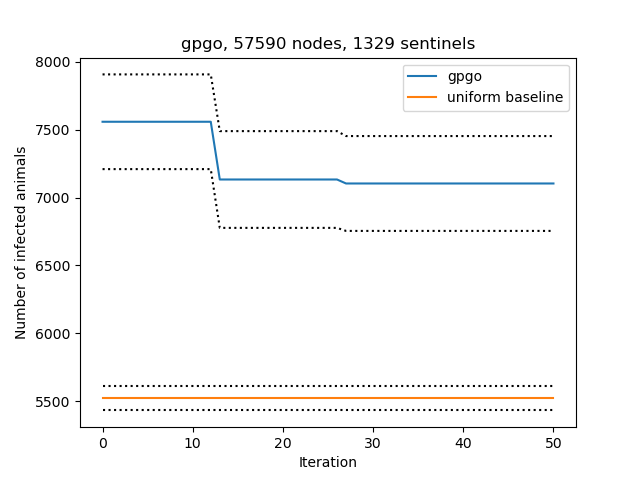 gpgo, 57590 nodes, 1329 sentinels
8000
7500
7000
6500
6000
5500
Number of infected animals
gpgo
uniform baseline
0 10 20 30 40 50
Iteration